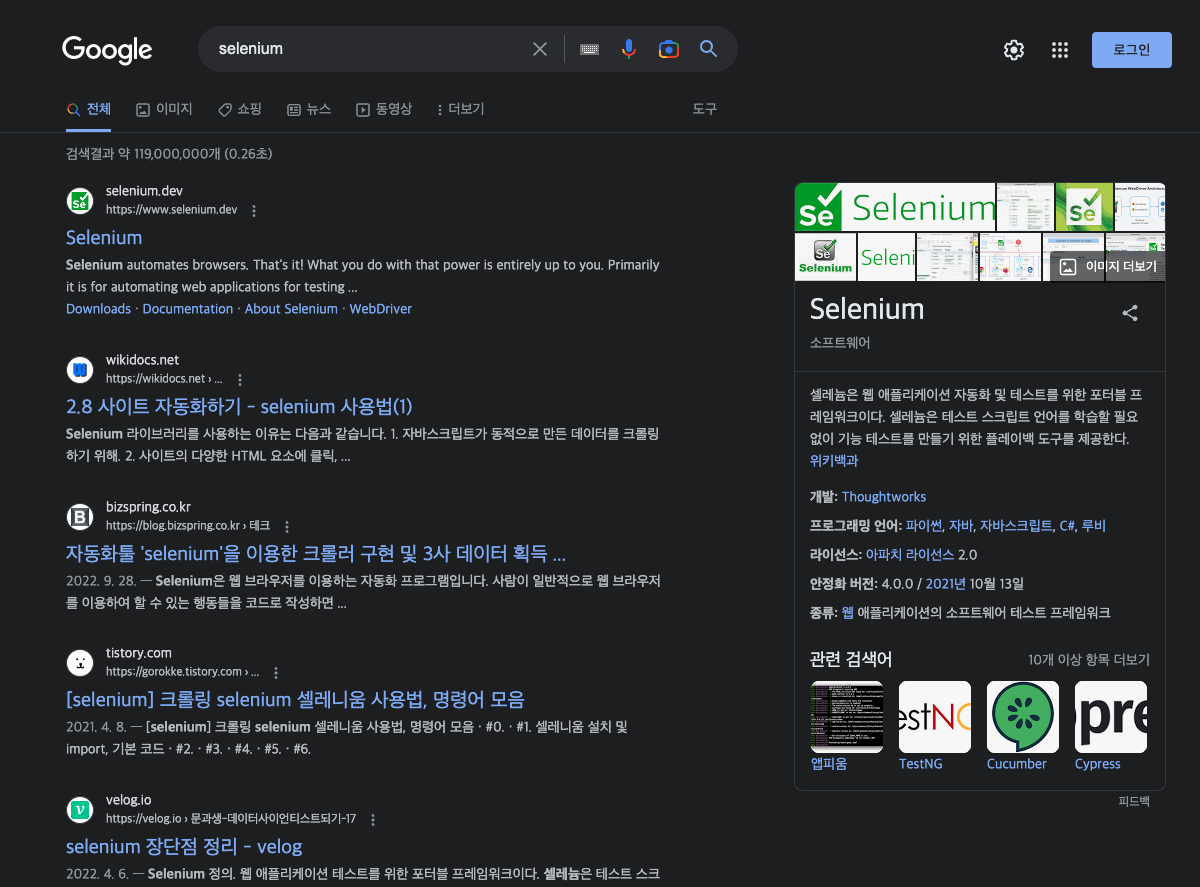 Google
selenium
로그인
전체
이미지
쇼핑
뉴스
동영상
더보기
도구
검색결과 약 119,000,000개 (0.26초)
selenium.dev
https://www.selenium.dev
Selenium
Selenium automates browsers. That's it! What you do with that power is entirely up to you. Primarily
it is for automating web applications for testing ...
Downloads · Documentation · About Selenium · WebDriver
wikidocs.net
https://wikidocs.net › ...
2.8 사이트 자동화하기 - selenium 사용법(1)
Selenium 라이브러리를 사용하는 이유는 다음과 같습니다. 1. 자바스크립트가 동적으로 만든 데이터를 크롤링
하기 위해. 2. 사이트의 다양한 HTML 요소에 클릭, ...
B
bizspring.co.kr
https://blog.bizspring.co.kr › 테크
자동화툴 'selenium'을 이용한 크롤러 구현 및 3사 데이터 획득 ...
2022. 9. 28. — Selenium은 웹 브라우저를 이용하는 자동화 프로그램입니다. 사람이 일반적으로 웹 브라우저
를 이용하여 할 수 있는 행동들을 코드로 작성하면 ...
tistory.com
https://gorokke.tistory.com › ...
[selenium] 크롤링 selenium 셀레니움 사용법, 명령어 모음
2021. 4. 8. — [selenium] 크롤링 selenium 셀레니움 사용법, 명령어 모음 · #0. · #1. 셀레니움 설치 및
import, 기본 코드 · #2. · #3. · #4. · #5. · #6.
velog.io
https://velog.io › 문과생-데이터사이언티스트되기-17
selenium 장단점 정리 - velog
2022. 4. 6. — Selenium 정의. 웹 애플리케이션 테스트를 위한 포터블 프레임워크이다. 셀레늄은 테스트 스크
Se Selenium
Se
Se
Selenium
Seleni
이미지 더보기
Selenium
소프트웨어
셀레늄은 웹 애플리케이션 자동화 및 테스트를 위한 포터블 프
레임워크이다. 셀레늄은 테스트 스크립트 언어를 학습할 필요
없이 기능 테스트를 만들기 위한 플레이백 도구를 제공한다.
위키백과
개발: Thoughtworks
프로그래밍 언어: 파이썬, 자바, 자바스크립트, C#, 루비
라이선스: 아파치 라이선스 2.0
안정화 버전: 4.0.0 / 2021년 10월 13일
종류: 웹 애플리케이션의 소프트웨어 테스트 프레임워크
관련 검색어
10개 이상 항목 더보기
estNG
pre
앱피움
TestNG
Cucumber
Cypress
피드백